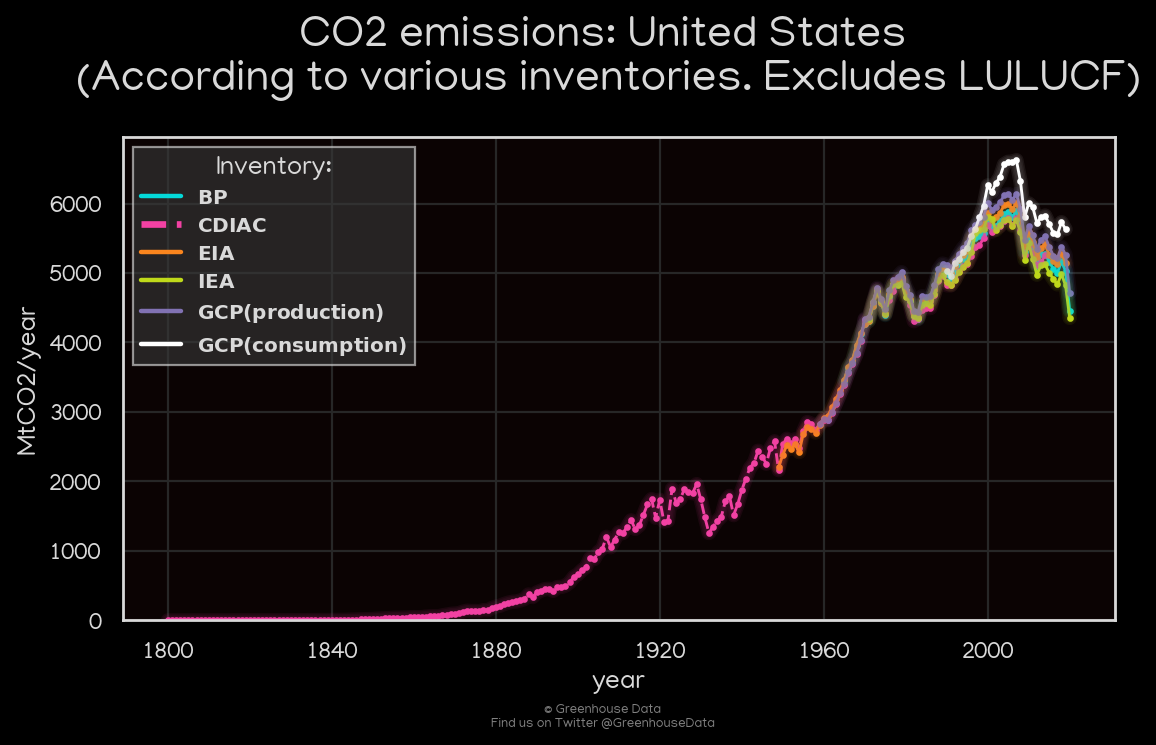 CO2 emissions: United States
(According to various inventories. Excludes LULUCF)
Inventory:
BP
CDIAC
EIA
IEA
GCP(production)
GCP(consumption)
MtCO2/year
6000
5000
4000
3000
2000
1000
0
1800 1840 1880 1920 1960 2000
year
© Greenhouse Data
Find us on Twitter @GreenhouseData